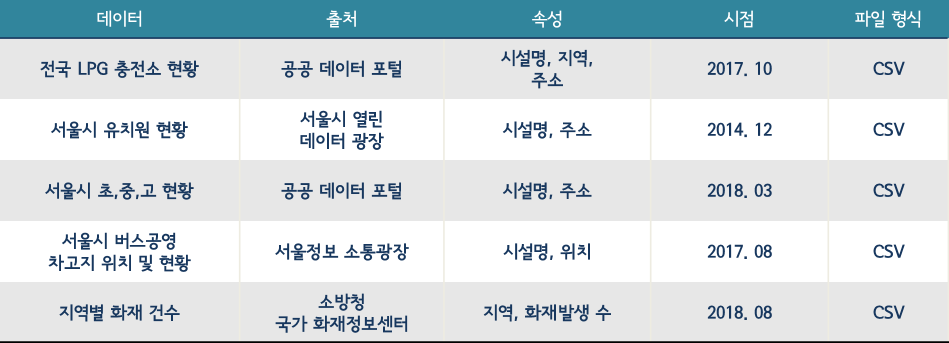 데이터 출처 속성 시점 파일 형식
전국 LPG 충전소 현황 공공 데이터 포털 시설명, 지역, 주소 2017. 10 CSV
서울시 유치원 현황 서울시 열린 데이터 광장 시설명, 주소 2014. 12 CSV
서울시 초,중,고 현황 공공 데이터 포털 시설명, 주소 2018. 03 CSV
서울시 버스공영 차고지 위치 및 현황 서울정보 소통광장 시설명, 위치 2017. 08 CSV
지역별 화재 건수 소방청 국가 화재정보센터 지역, 화재발생 수 2018. 08 CSV